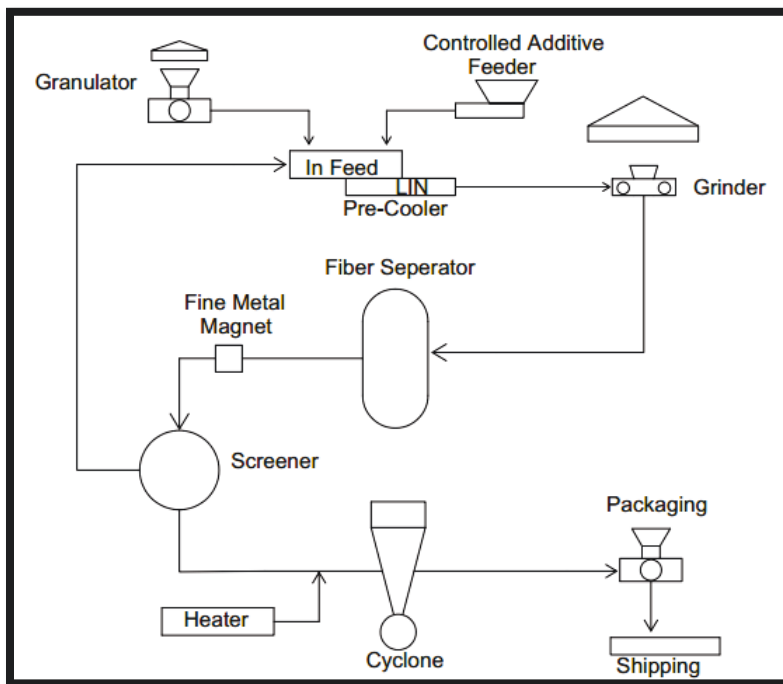 Controlled Additive
Feeder
Granulator
In Feed
LIN
Pre-Cooler
Grinder
Fiber Seperator
Fine Metal
Magnet
Screener
Packaging
Heater
Cyclone
Shipping